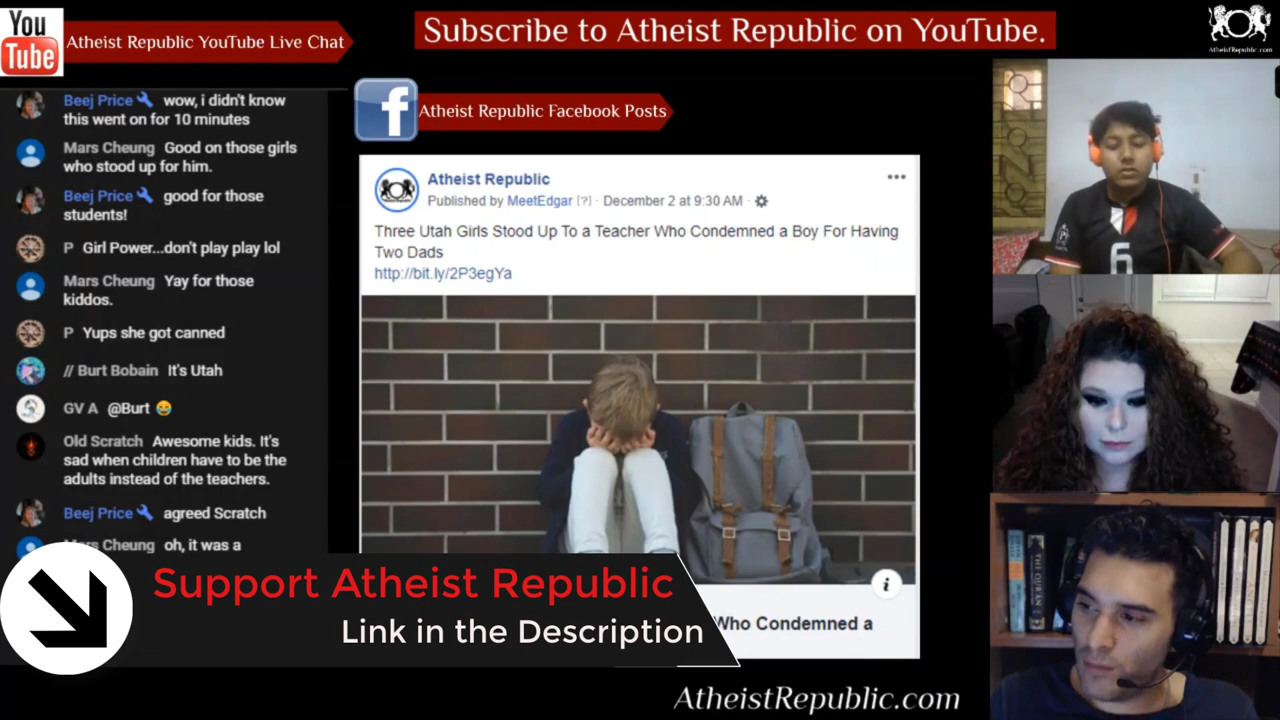 You
Tube
Atheist Republic YouTube Live Chat
Subscribe to Atheist Republic on YouTube.
AtheistRepublic.com
Beej Price wow, i didn't know
this went on for 10 minutes
Mars Cheung Good on those girls
who stood up for him.
Beej Price good for those
students!
P Girl Power...don't play play lol
Mars Cheung Yay for those
kiddos.
P Yups she got canned
// Burt Bobain It's Utah
GV A @Burt 😂
Old Scratch Awesome kids. It's
sad when children have to be the
adults instead of the teachers.
Beej Price agreed Scratch
Mars Cheung oh, it was a
f
Atheist Republic Facebook Posts
Atheist Republic
Published by MeetEdgar [?] · December 2 at 9:30 AM ·
Three Utah Girls Stood Up To a Teacher Who Condemned a Boy For Having
Two Dads
http://bit.ly/2P3egYa
i
Who Condemned a
Support Atheist Republic
Link in the Description
6
THE QUR'AN
AtheistRepublic.com